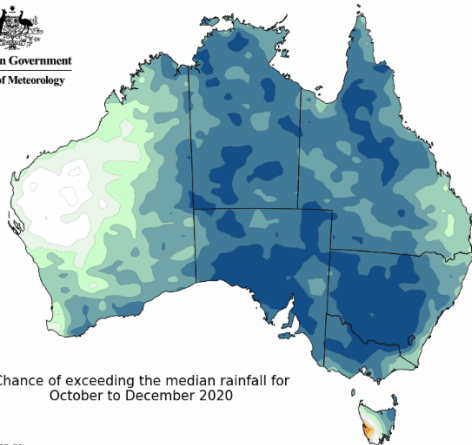 n Government
of Meteorology
Chance of exceeding the median rainfall for
October to December 2020